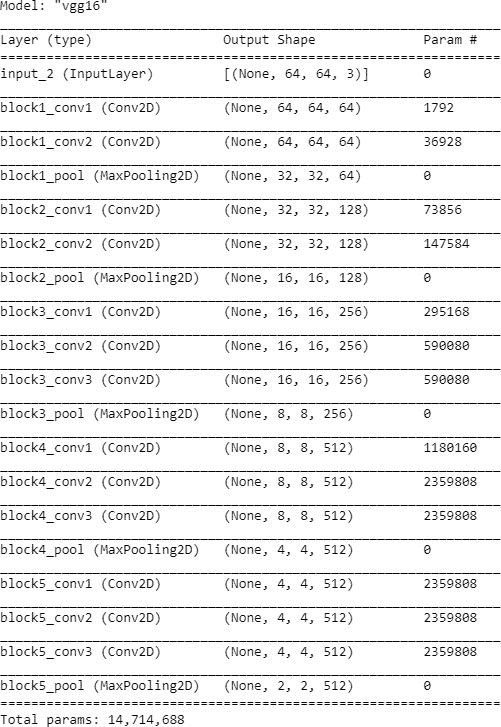 Model: "vgg16"
Layer (type) Output Shape Param #
input_2 (InputLayer) [(None, 64, 64, 3)] 0
block1_conv1 (Conv2D) (None, 64, 64, 64) 1792
block1_conv2 (Conv2D) (None, 64, 64, 64) 36928
block1_pool (MaxPooling2D) (None, 32, 32, 64) 0
block2_conv1 (Conv2D) (None, 32, 32, 128) 73856
block2_conv2 (Conv2D) (None, 32, 32, 128) 147584
block2_pool (MaxPooling2D) (None, 16, 16, 128) 0
block3_conv1 (Conv2D) (None, 16, 16, 256) 295168
block3_conv2 (Conv2D) (None, 16, 16, 256) 590080
block3_conv3 (Conv2D) (None, 16, 16, 256) 590080
block3_pool (MaxPooling2D) (None, 8, 8, 256) 0
block4_conv1 (Conv2D) (None, 8, 8, 512) 1180160
block4_conv2 (Conv2D) (None, 8, 8, 512) 2359808
block4_conv3 (Conv2D) (None, 8, 8, 512) 2359808
block4_pool (MaxPooling2D) (None, 4, 4, 512) 0
block5_conv1 (Conv2D) (None, 4, 4, 512) 2359808
block5_conv2 (Conv2D) (None, 4, 4, 512) 2359808
block5_conv3 (Conv2D) (None, 4, 4, 512) 2359808
block5_pool (MaxPooling2D) (None, 2, 2, 512) 0
Total params: 14,714,688